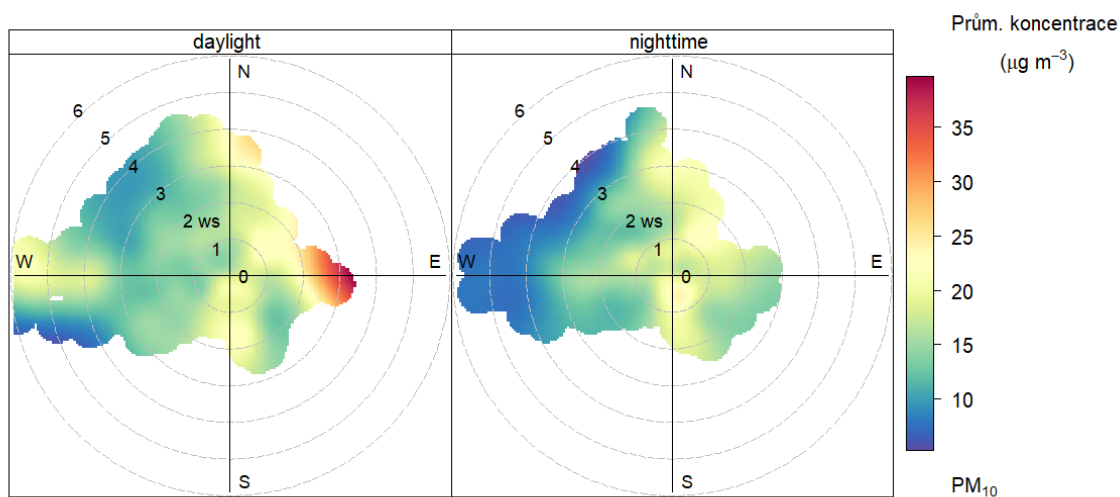 daylight
N
6
5
4
3
2 ws
1
W
0
E
S
nighttime
N
6
5
4
3
2 ws
1
W
0
E
S
Prům. koncentrace
(μg m⁻³)
35
30
25
20
15
10
PM₁₀